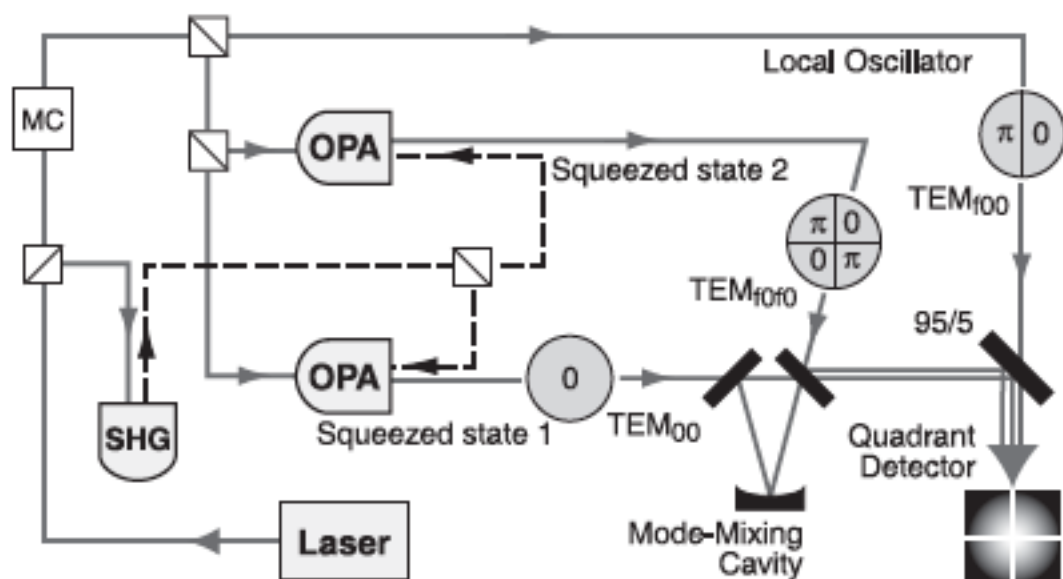 Local Oscillator
MC
π 0
OPA
Squeezed state 2
TEMf00
π 0
0 π
TEMf0f0
95/5
OPA
0
Squeezed state 1
TEM00
SHG
Quadrant
Detector
Laser
Mode-Mixing
Cavity